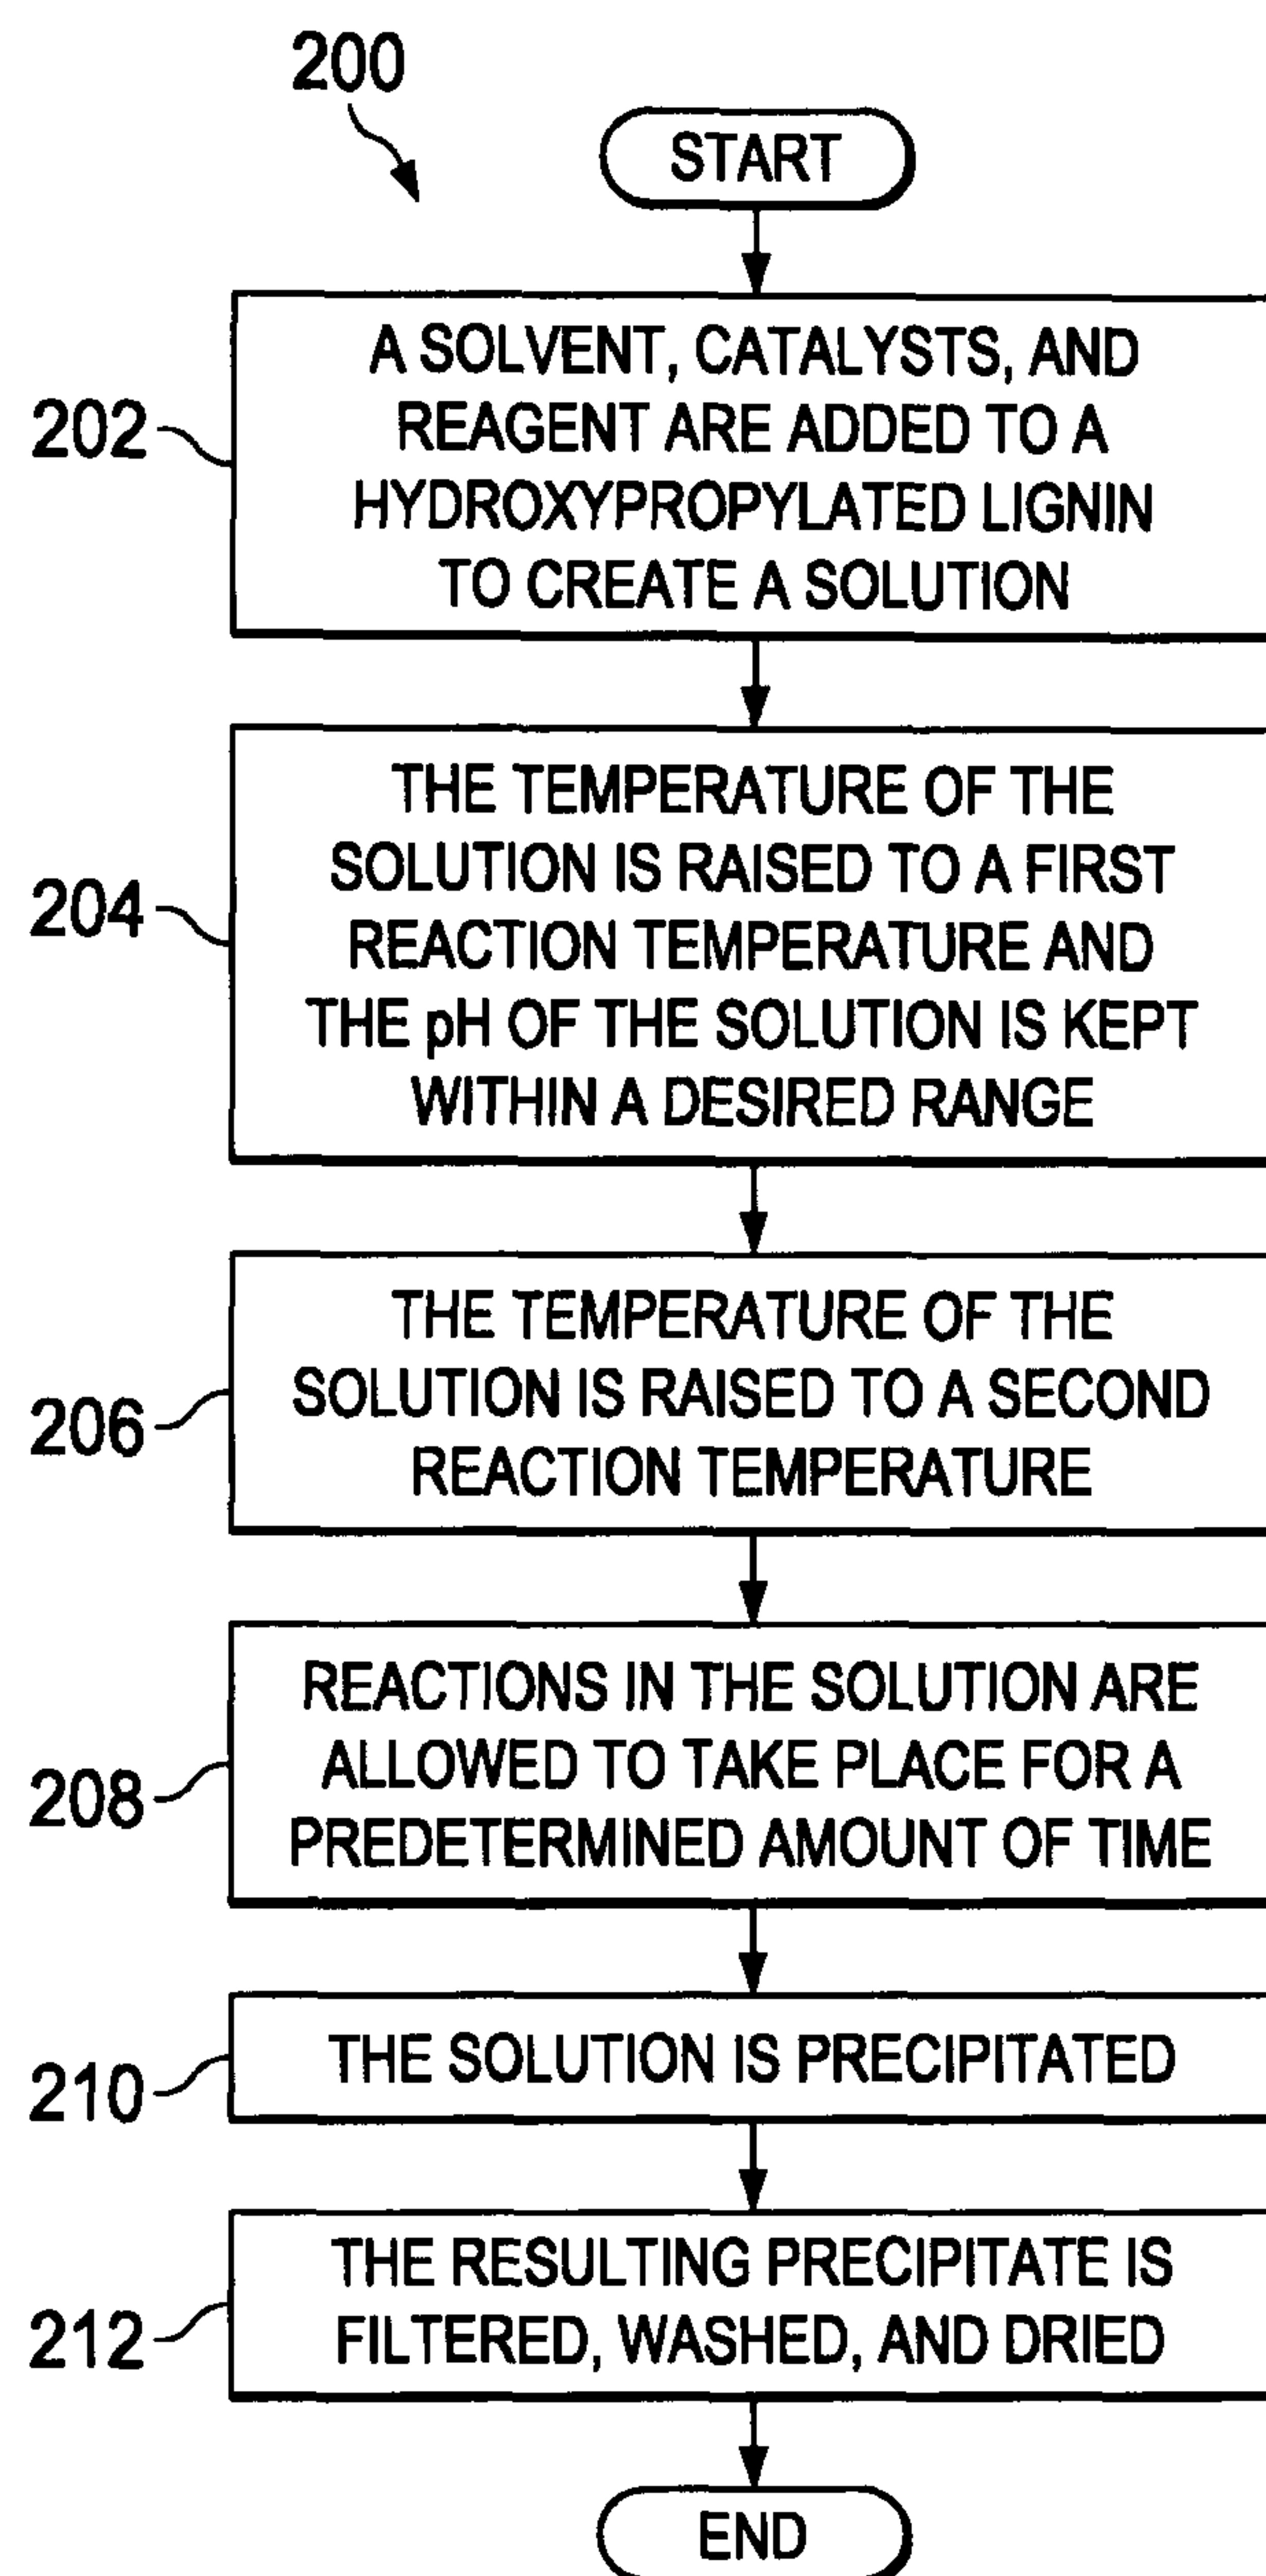 200
START
202
A SOLVENT, CATALYSTS, AND
REAGENT ARE ADDED TO A
HYDROXYPROPYLATED LIGNIN
TO CREATE A SOLUTION
204
THE TEMPERATURE OF THE
SOLUTION IS RAISED TO A FIRST
REACTION TEMPERATURE AND
THE pH OF THE SOLUTION IS KEPT
WITHIN A DESIRED RANGE
206
THE TEMPERATURE OF THE
SOLUTION IS RAISED TO A SECOND
REACTION TEMPERATURE
208
REACTIONS IN THE SOLUTION ARE
ALLOWED TO TAKE PLACE FOR A
PREDETERMINED AMOUNT OF TIME
210
THE SOLUTION IS PRECIPITATED
212
THE RESULTING PRECIPITATE IS
FILTERED, WASHED, AND DRIED
END